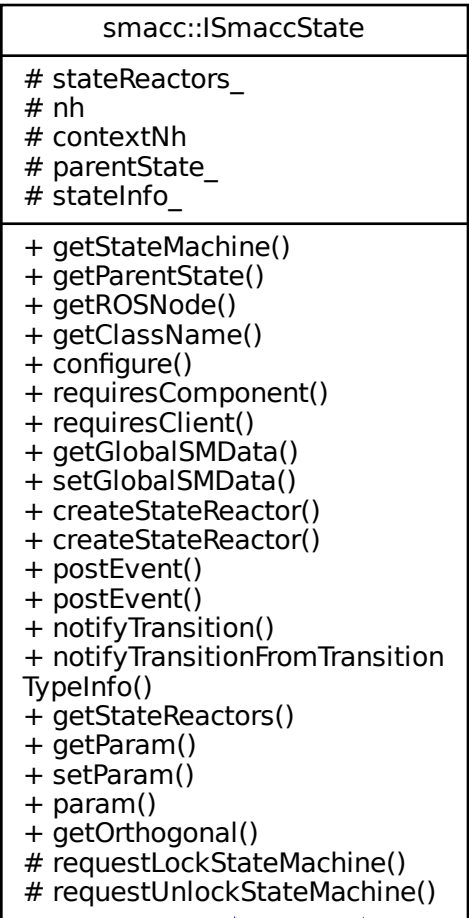 smacc::ISmaccState
# stateReactors_
# nh
# contextNh
# parentState_
# stateInfo_
+ getStateMachine()
+ getParentState()
+ getROSNode()
+ getClassName()
+ configure()
+ requiresComponent()
+ requiresClient()
+ getGlobalSMData()
+ setGlobalSMData()
+ createStateReactor()
+ createStateReactor()
+ postEvent()
+ postEvent()
+ notifyTransition()
+ notifyTransitionFromTransition
TypeInfo()
+ getStateReactors()
+ getParam()
+ setParam()
+ param()
+ getOrthogonal()
# requestLockStateMachine()
# requestUnlockStateMachine()